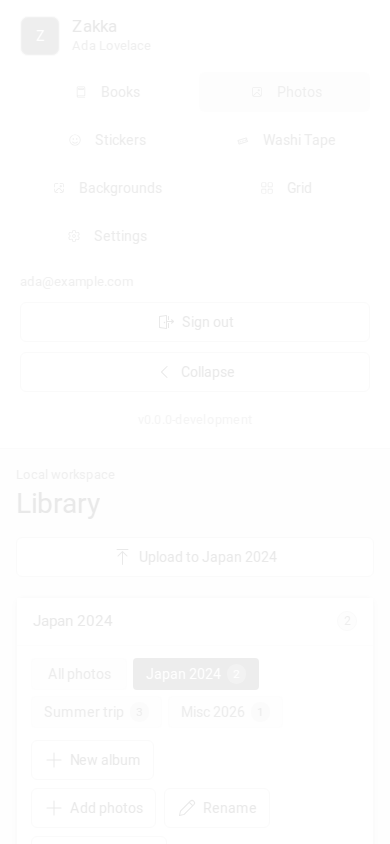 Z
Zakka
Ada Lovelace
Books
Photos
Stickers
Washi Tape
Backgrounds
Grid
Settings
ada@example.com
Sign out
Collapse
v0.0.0-development
Local workspace
Library
Upload to Japan 2024
Japan 2024 2
All photos
Japan 2024 2
Summer trip 3
Misc 2026 1
New album
Add photos
Rename